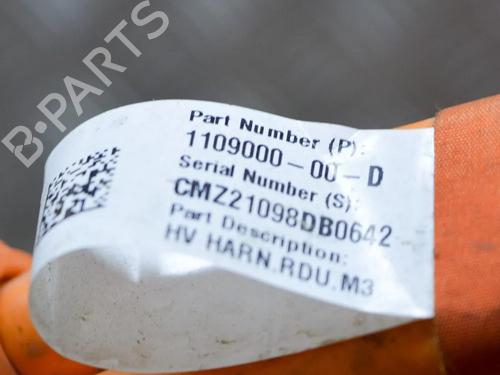 B-PARTS
Part Number (P):
1109000-00-D
Serial Number (S):
CMZ21098DB0642
Part Description:
HV HARN.RDU.M3